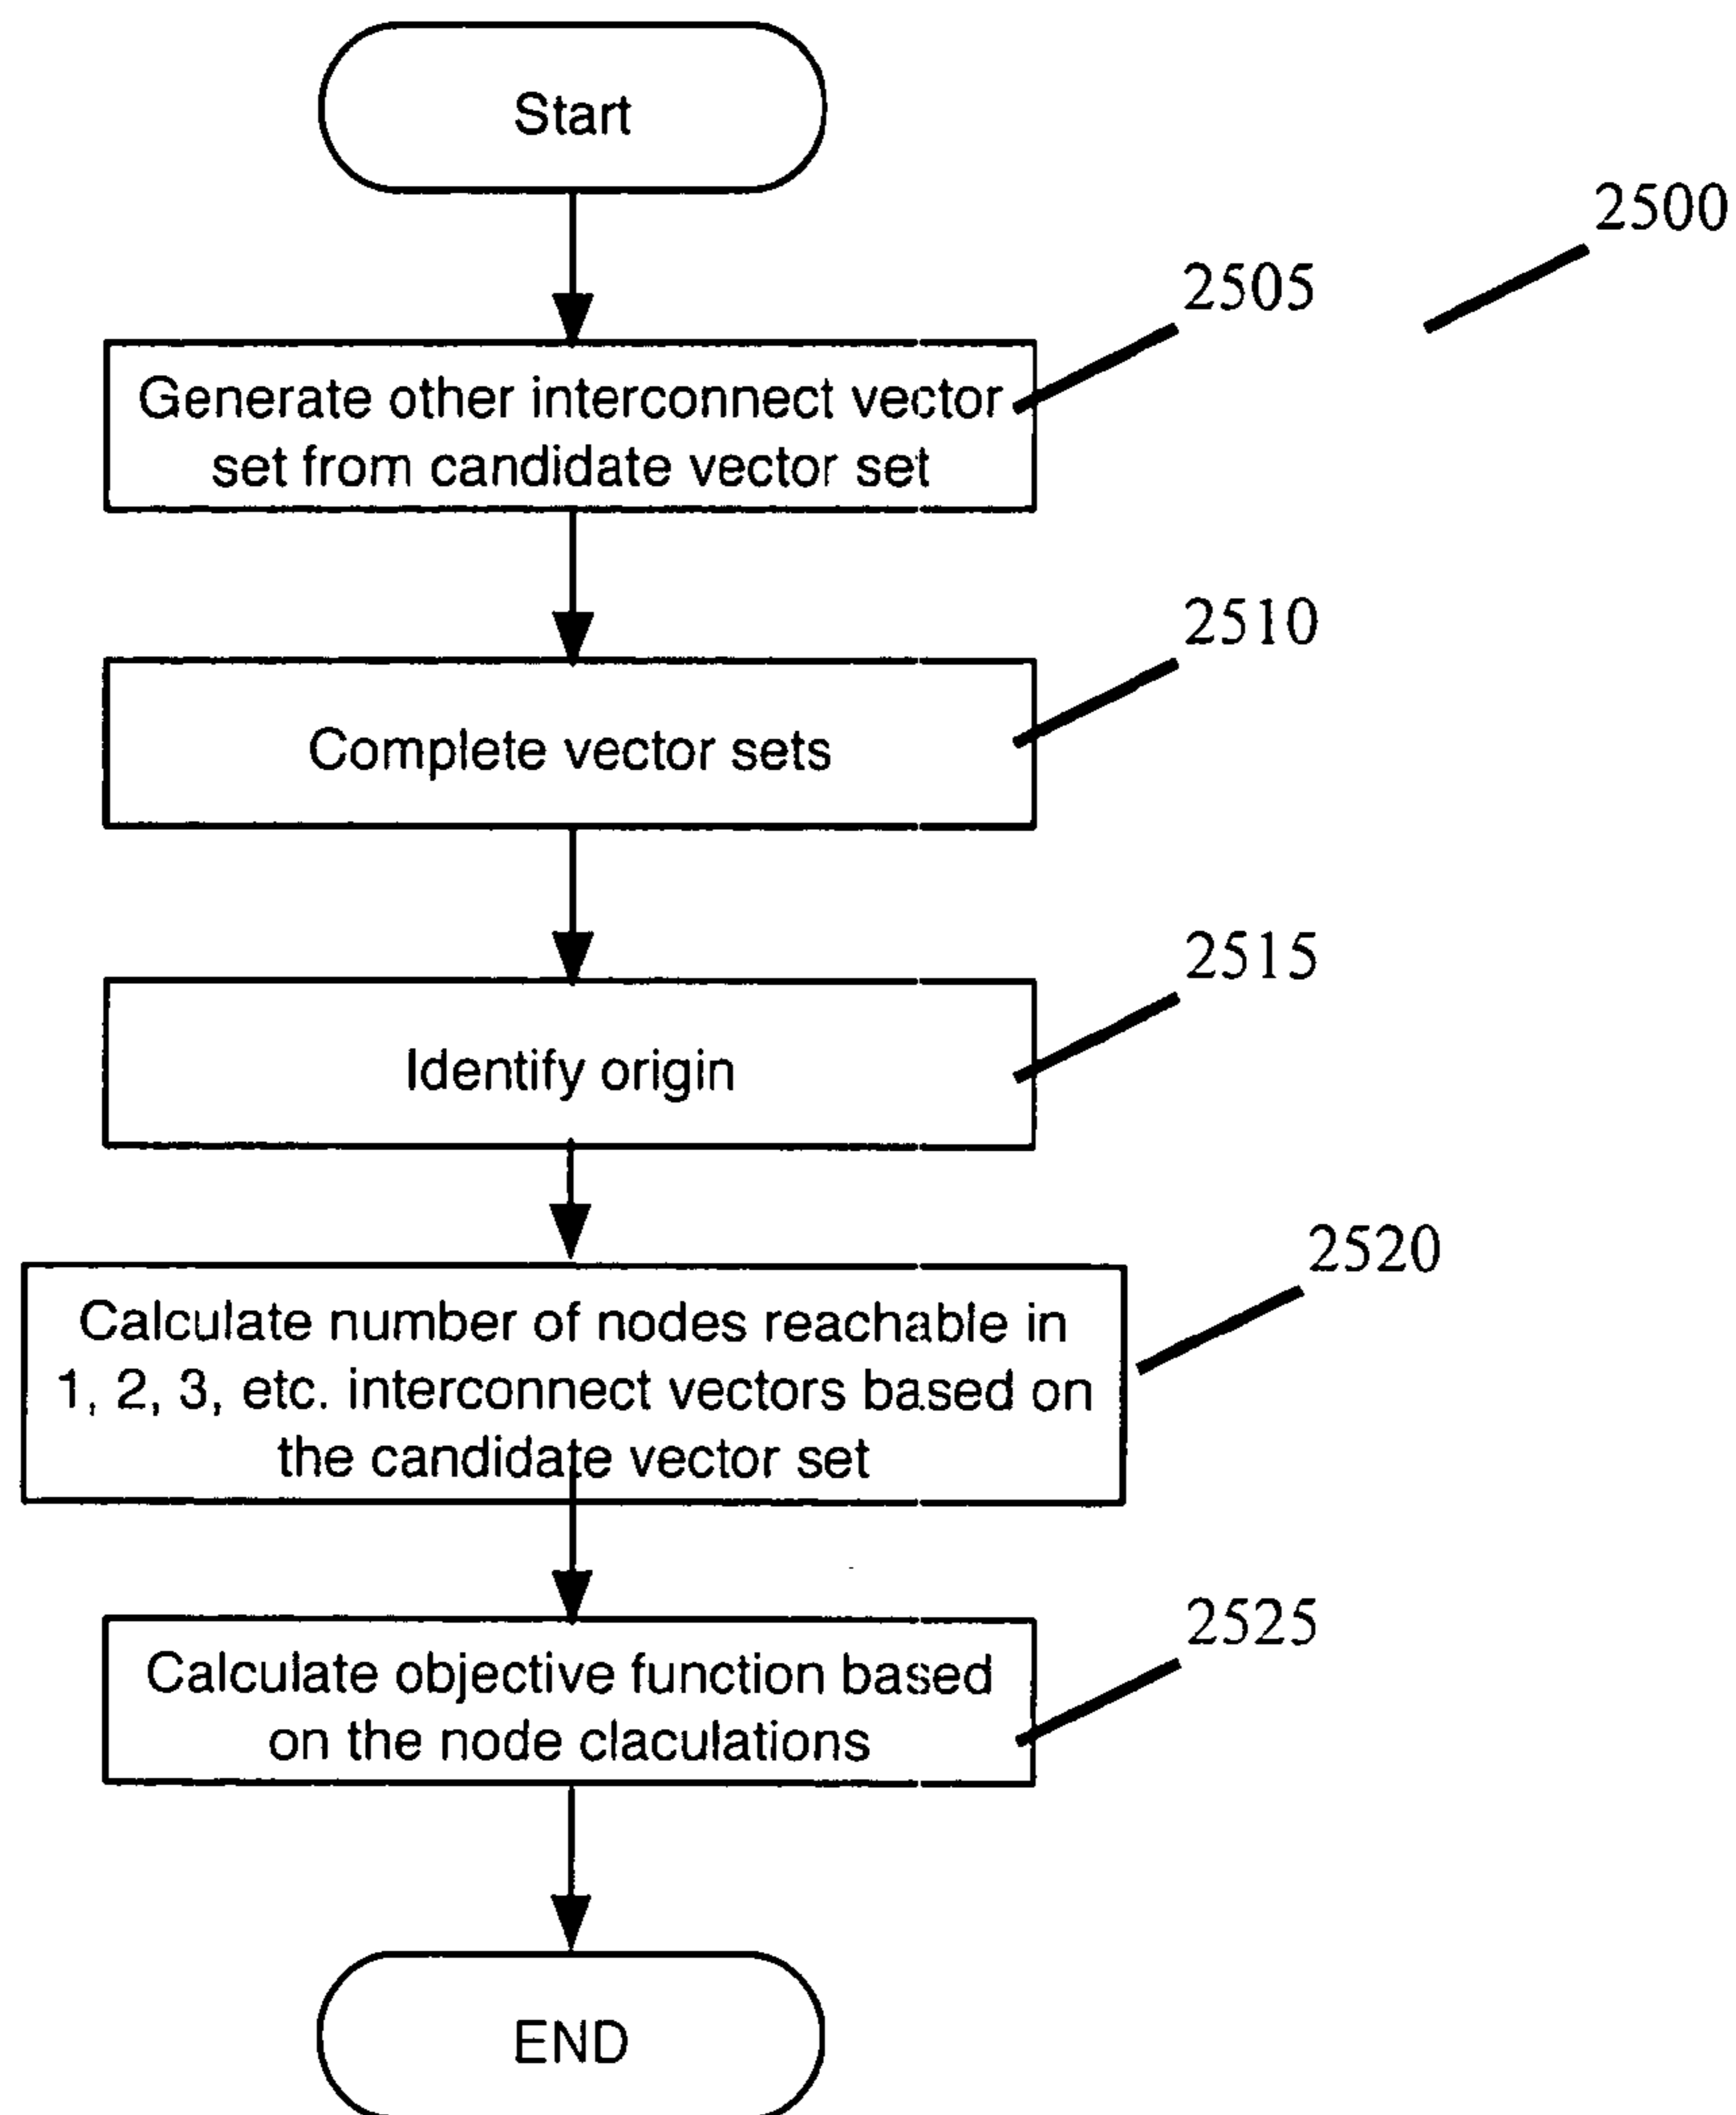 Start
2500
2505
Generate other interconnect vector
set from candidate vector set
2510
Complete vector sets
2515
Identify origin
2520
Calculate number of nodes reachable in
1, 2, 3, etc. interconnect vectors based on
the candidate vector set
2525
Calculate objective function based
on the node claculations
END